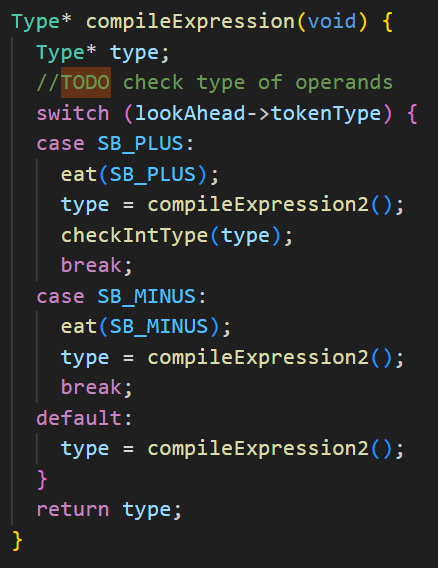 Type* compileExpression(void) {
  Type* type;
  //TODO check type of operands
  switch (lookAhead->tokenType) {
  case SB_PLUS:
    eat(SB_PLUS);
    type = compileExpression2();
    checkIntType(type);
    break;
  case SB_MINUS:
    eat(SB_MINUS);
    type = compileExpression2();
    break;
  default:
    type = compileExpression2();
  }
  return type;
}